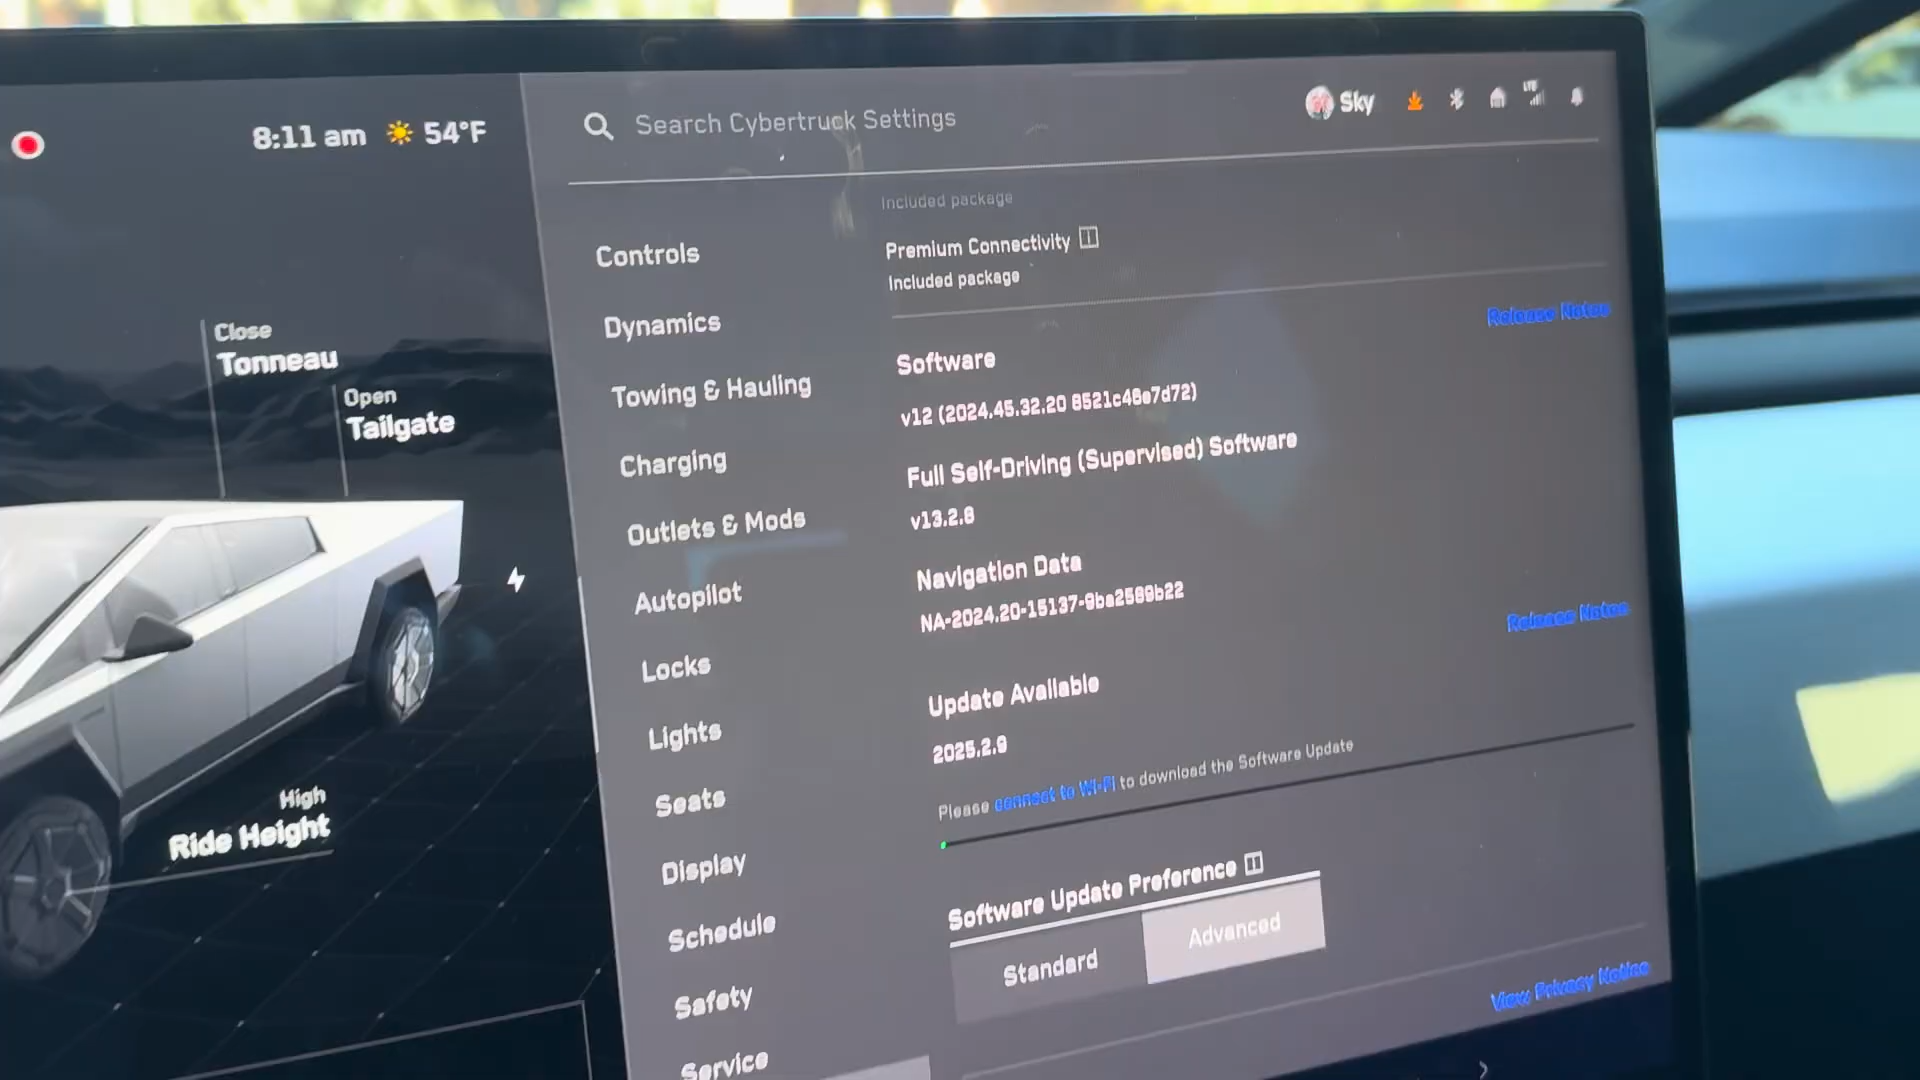 8:11 am 54°F
Search Cybertruck Settings
Sky
LTE
Close
Tonneau
Open
Tailgate
High
Ride Height
Controls
Dynamics
Towing & Hauling
Charging
Outlets & Mods
Autopilot
Locks
Lights
Seats
Display
Schedule
Safety
Service
Included package
Premium Connectivity
Included package
Release Notes
Software
v12 (2024.45.32.20 8521c48e7d72)
Full Self-Driving (Supervised) Software
v13.2.8
Navigation Data
NA-2024.20-15137-9ba2589b22
Release Notes
Update Available
2025.2.9
Please connect to Wi-Fi to download the Software Update
Software Update Preference
Standard
Advanced
View Privacy Notice